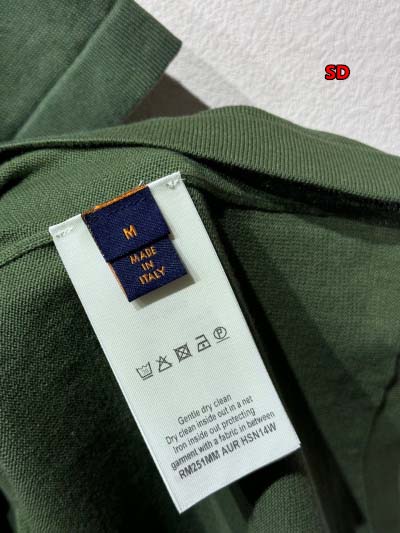 SD
M
MADE
IN
ITALY
Gentle dry clean
Dry clean inside out in a net
Iron inside out protecting
garment with a fabric in between
RM251MM AUR HSN14W